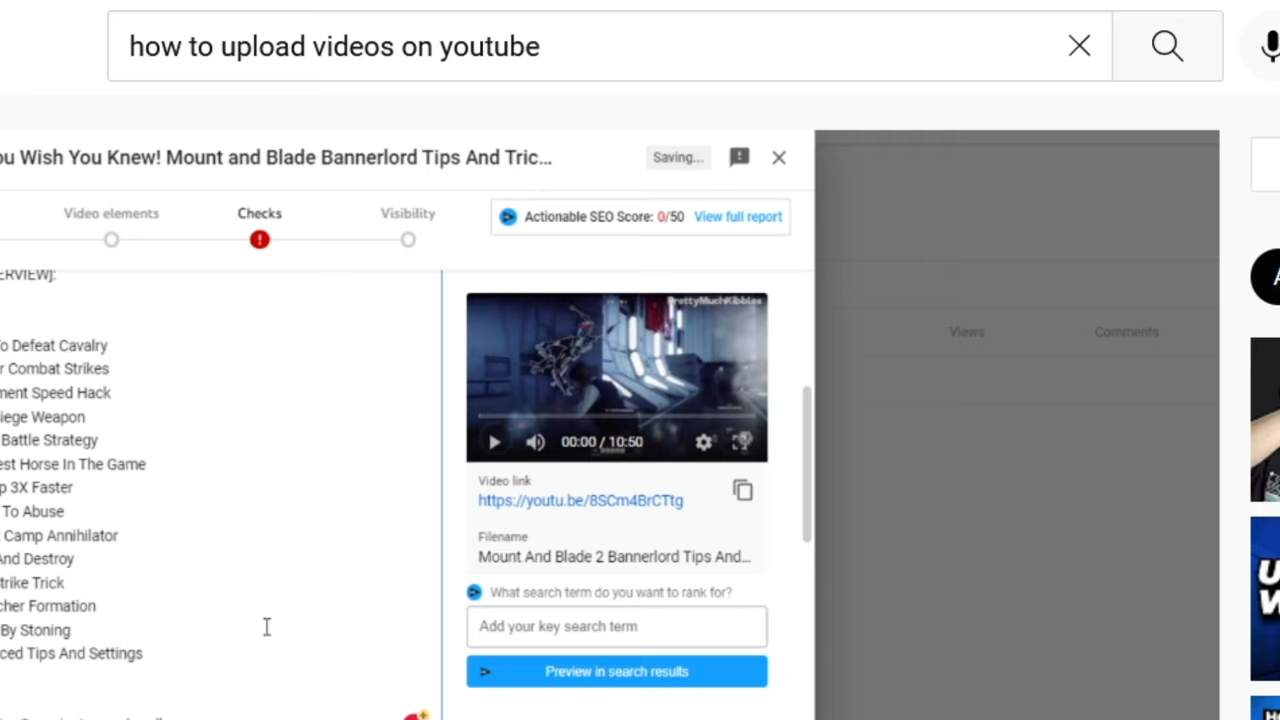 how to upload videos on youtube
ou Wish You Knew! Mount and Blade Bannerlord Tips And Tric...
Saving...
Video elements
Checks
Visibility
Actionable SEO Score: 0/50 View full report
ERVIEW]:
o Defeat Cavalry
r Combat Strikes
ment Speed Hack
iege Weapon
Battle Strategy
est Horse In The Game
p 3X Faster
To Abuse
Camp Annihilator
And Destroy
trike Trick
cher Formation
By Stoning
ced Tips And Settings
PrettyMuchKibbles
00:00 / 10:50
Video link
https://youtu.be/8SCm4BrCTtg
Filename
Mount And Blade 2 Bannerlord Tips And...
What search term do you want to rank for?
Add your key search term
Preview in search results
Views
Comments
A
U
W